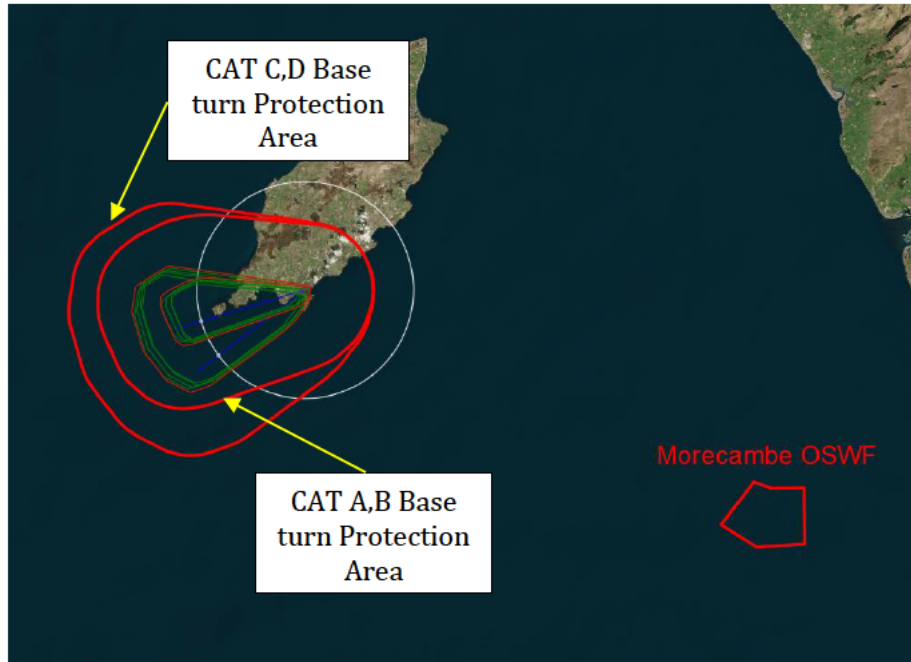 CAT C,D Base
turn Protection
Area
Morecambe OSWF
CAT A,B Base
turn Protection
Area